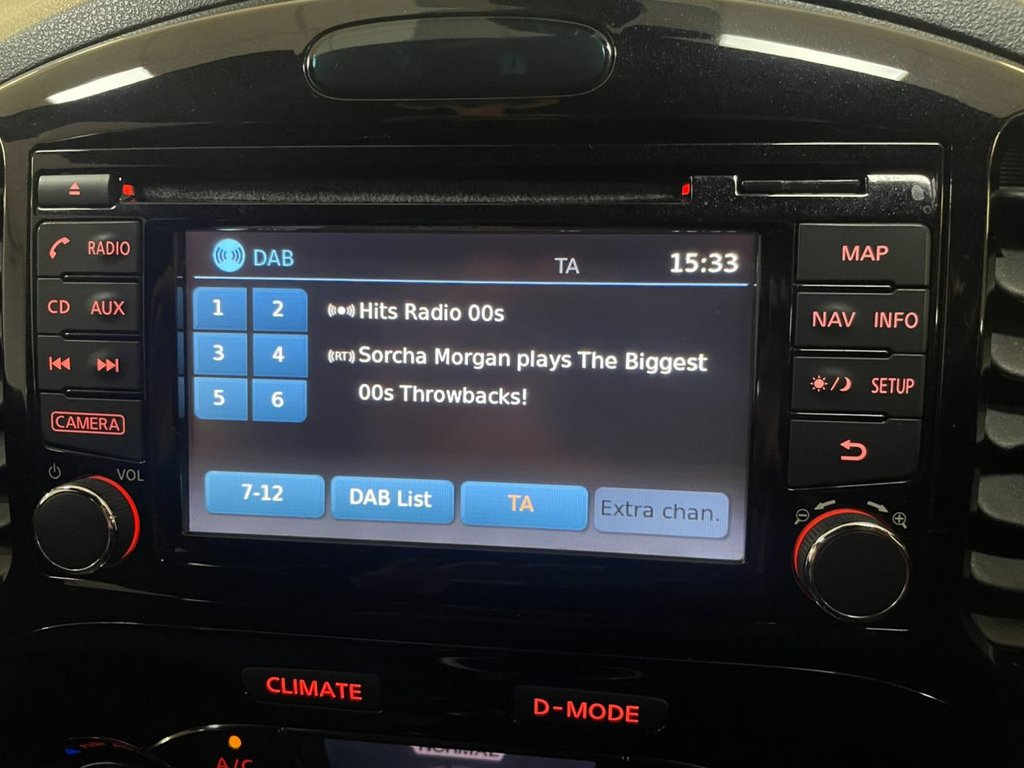 DAB
TA
15:33
1 2
3 4
5 6
Hits Radio 00s
(RT) Sorcha Morgan plays The Biggest
00s Throwbacks!
7-12
DAB List
TA
Extra chan.
RADIO
CD AUX
CAMERA
VOL
MAP
NAV INFO
SETUP
CLIMATE
D-MODE
A/C
NORMAL